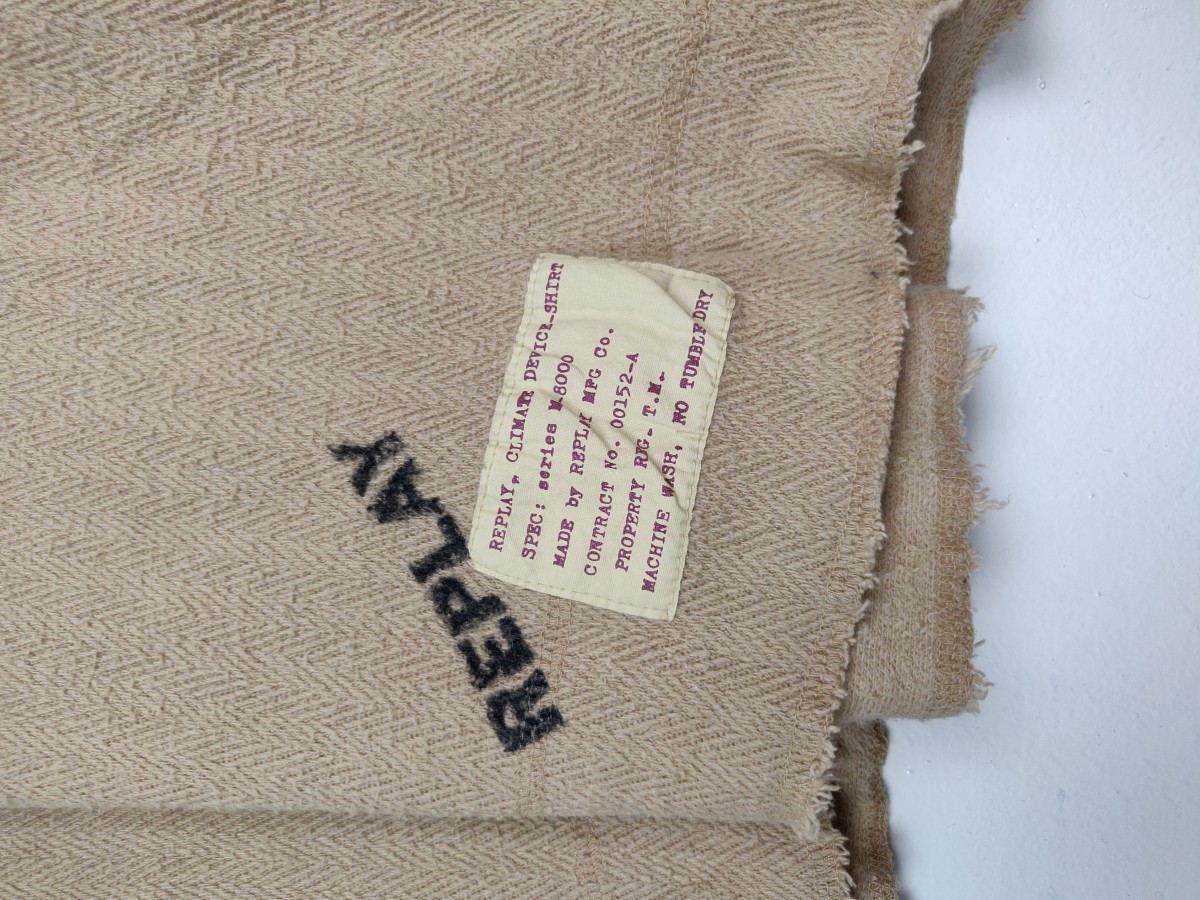 REPLAY, CLIMATE DEVICE-SHIRT
SPEC: series M.8000
MADE by REPLAY MFG Co.
CONTRACT No. 00152-A
PROPERTY REG. T.M.
MACHINE WASH, NO TUMBLE DRY
REPLAY